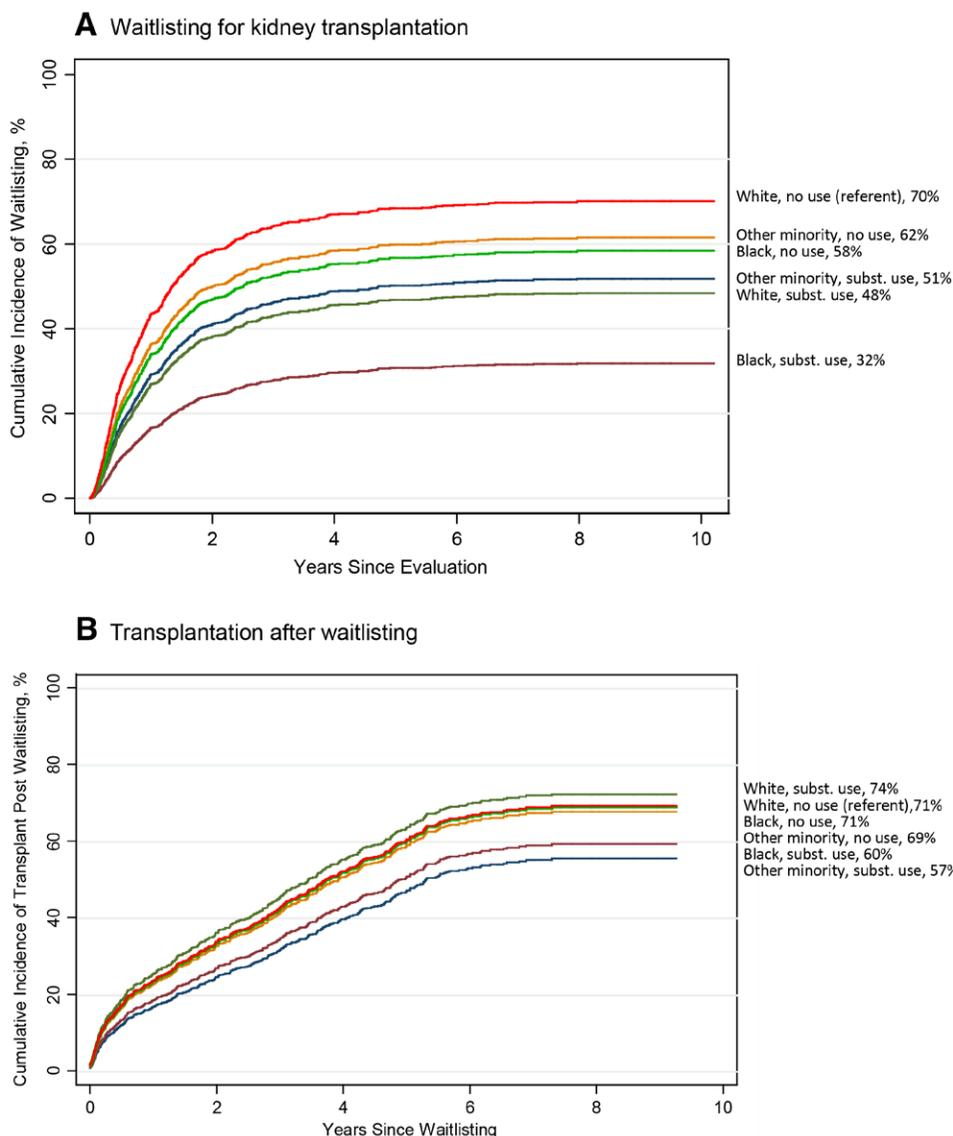 A Waitlisting for kidney transplantation
Cumulative Incidence of Waitlisting, %
100
80
60
40
20
0
White, no use (referent), 70%
Other minority, no use, 62%
Black, no use, 58%
Other minority, subst. use, 51%
White, subst. use, 48%
Black, subst. use, 32%
0 2 4 6 8 10
Years Since Evaluation
B Transplantation after waitlisting
Cumulative Incidence of Transplant Post Waitlisting, %
100
80
60
40
20
0
White, subst. use, 74%
White, no use (referent),71%
Black, no use, 71%
Other minority, no use, 69%
Black, subst. use, 60%
Other minority, subst. use, 57%
0 2 4 6 8 10
Years Since Waitlisting